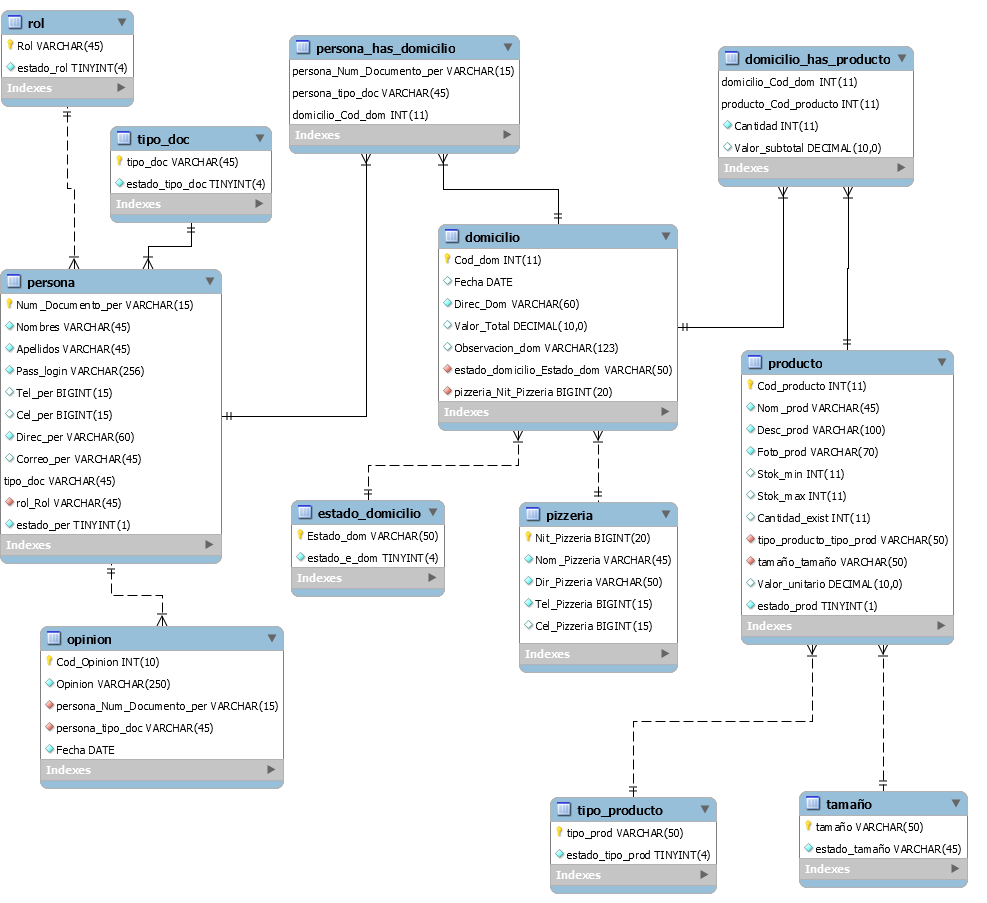 rol
Rol VARCHAR(45)
estado_rol TINYINT(4)
Indexes
tipo_doc
tipo_doc VARCHAR(45)
estado_tipo_doc TINYINT(4)
Indexes
persona_has_domicilio
persona_Num_Documento_per VARCHAR(15)
persona_tipo_doc VARCHAR(45)
domicilio_Cod_dom INT(11)
Indexes
domicilio_has_producto
domicilio_Cod_dom INT(11)
producto_Cod_producto INT(11)
Cantidad INT(11)
Valor_subtotal DECIMAL(10,0)
Indexes
persona
Num_Documento_per VARCHAR(15)
Nombres VARCHAR(45)
Apellidos VARCHAR(45)
Pass_login VARCHAR(256)
Tel_per BIGINT(15)
Cel_per BIGINT(15)
Direc_per VARCHAR(60)
Correo_per VARCHAR(45)
tipo_doc VARCHAR(45)
rol_Rol VARCHAR(45)
estado_per TINYINT(1)
Indexes
domicilio
Cod_dom INT(11)
Fecha DATE
Direc_Dom VARCHAR(60)
Valor_Total DECIMAL(10,0)
Observacion_dom VARCHAR(123)
estado_domicilio_Estado_dom VARCHAR(50)
pizzeria_Nit_Pizzeria BIGINT(20)
Indexes
producto
Cod_producto INT(11)
Nom_prod VARCHAR(45)
Desc_prod VARCHAR(100)
Foto_prod VARCHAR(70)
Stok_min INT(11)
Stok_max INT(11)
Cantidad_exist INT(11)
tipo_producto_tipo_prod VARCHAR(50)
tamaño_tamaño VARCHAR(50)
Valor_unitario DECIMAL(10,0)
estado_prod TINYINT(1)
Indexes
estado_domicilio
Estado_dom VARCHAR(50)
estado_e_dom TINYINT(4)
Indexes
pizzeria
Nit_Pizzeria BIGINT(20)
Nom_Pizzeria VARCHAR(45)
Dir_Pizzeria VARCHAR(50)
Tel_Pizzeria BIGINT(15)
Cel_Pizzeria BIGINT(15)
Indexes
opinion
Cod_Opinion INT(10)
Opinion VARCHAR(250)
persona_Num_Documento_per VARCHAR(15)
persona_tipo_doc VARCHAR(45)
Fecha DATE
Indexes
tipo_producto
tipo_prod VARCHAR(50)
estado_tipo_prod TINYINT(4)
Indexes
tamaño
tamaño VARCHAR(50)
estado_tamaño VARCHAR(45)
Indexes